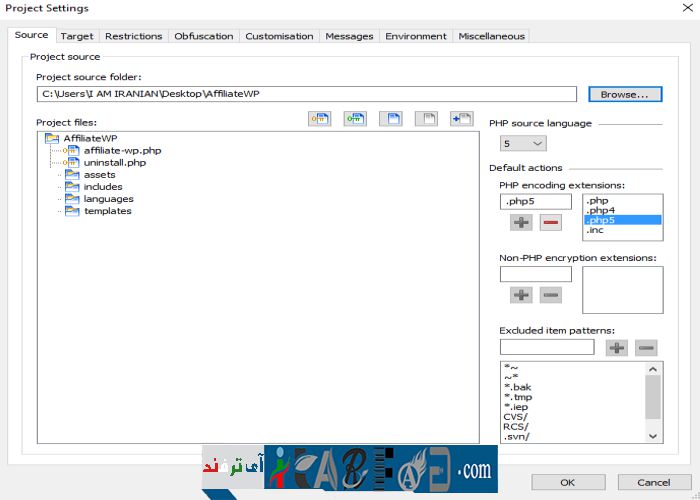 Project Settings
Source Target Restrictions Obfuscation Customisation Messages Environment Miscellaneous
Project source
Project source folder:
C:\Users\I AM IRANIAN\Desktop\AffiliateWP
Browse...
Project files:
AffiliateWP
affiliate-wp.php
uninstall.php
assets
includes
languages
templates
PHP source language
5
Default actions
PHP encoding extensions:
.php5
.php
.php4
.php5
.inc
Non-PHP encryption extensions:
Excluded item patterns:
*~
~*
*.bak
*.tmp
*.iep
CVS/
RCS/
.svn/
آی ترفند
.com
OK
Cancel